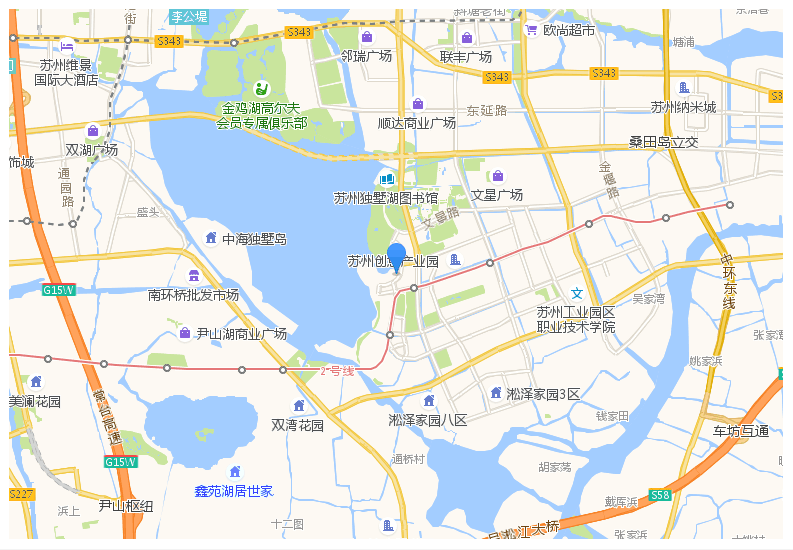 李公堤
街
斜塘老街
S343
S343
邻瑞广场
联丰广场
欧尚超市
塘浦
苏州维景
国际大酒店
S343
S343
金鸡湖高尔夫
会员专属俱乐部
苏州纳米城
东延路
顺达商业广场
桑田岛立交
双湖广场
饰城
通园路
金堰路
苏州独墅湖图书馆
文星广场
文景路
盛头
中海独墅岛
苏州创意产业园
中环东线
南环桥批发市场
G15W
吴家湾
苏州工业园区
职业技术学院
尹山湖商业广场
姚家浜
2号线
美澜花园
常台高速
淞泽家园3区
淞泽家园八区
双湾花园
钱家田
车坊互通
通桥村
G15W
胡家荡
鑫苑湖居世家
S227
S58
尹山枢纽
浜上
戴厍浜
十二图
吴淞江大桥
张家浜